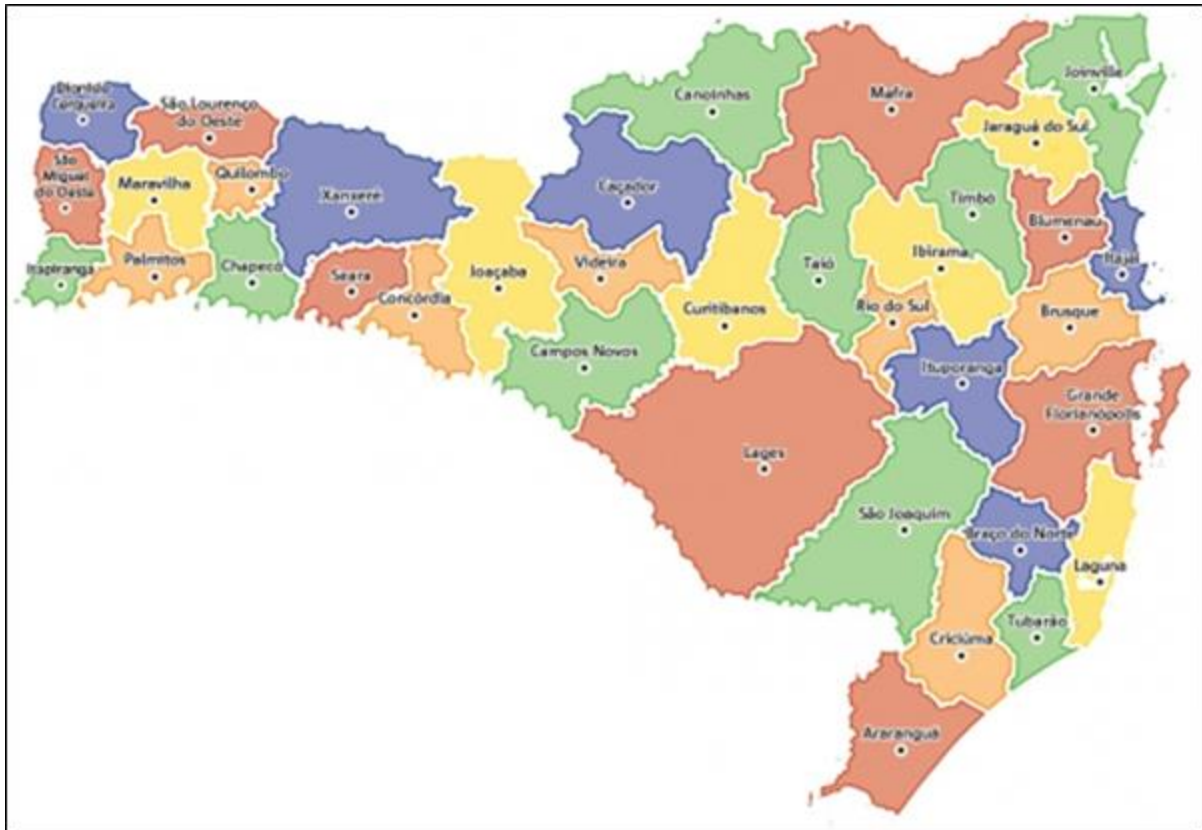 Joinville
Dionísio
Cerqueira
São Lourenço
do Oeste
Canoinhas
Mafra
Jaraguá do Sul
São
Miguel
do Oeste
Maravilha
Quilombo
Xanxerê
Caçador
Timbó
Blumenau
Itajaí
Itapiranga
Palmitos
Chapecó
Seara
Concórdia
Joaçaba
Videira
Curitibanos
Taió
Ibirama
Rio do Sul
Brusque
Campos Novos
Ituporanga
Grande
Florianópolis
Lages
São Joaquim
Braço do Norte
Laguna
Tubarão
Criciúma
Araranguá